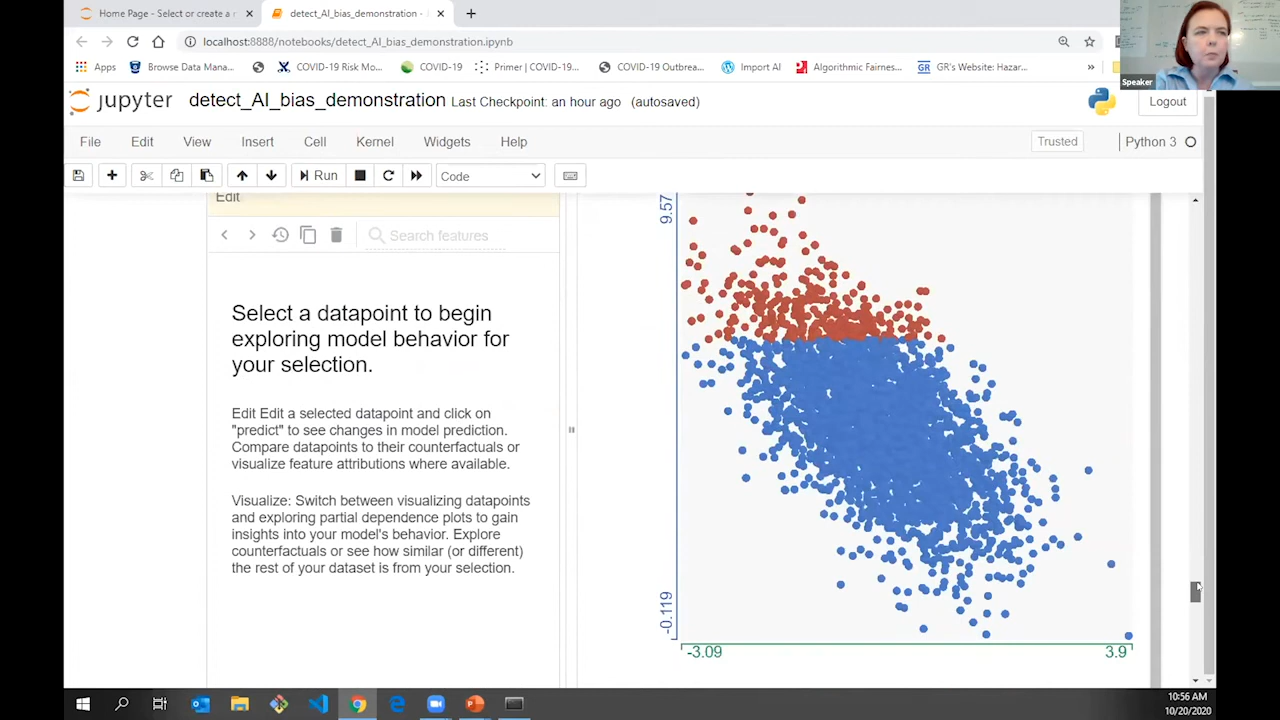 Home Page - Select or create a n
detect_AI_bias_demonstration -
localhost:8888/notebooks/detect_AI_bias_demonstration.ipynb
Apps
Browse Data Mana...
COVID-19 Risk Mo...
COVID-19
ter | COVID-19...
COVID-19 Outbrea...
Import AI
Algorithmic Fairnes...
GR
GR's Website: Hazar...
»
Speaker
jupyter
detect_AI_bias_demonstration
Last Checkpoint: an hour ago (autosaved)
Logout
File
Edit
View
Insert
Cell
Kernel
Widgets
Help
Trusted
Python 3
Run
Code
Edit
Search features
Select a datapoint to begin
exploring model behavior for
your selection.
Edit Edit a selected datapoint and click on
"predict" to see changes in model prediction.
Compare datapoints to their counterfactuals or
visualize feature attributions where available.
Visualize: Switch between visualizing datapoints
and exploring partial dependence plots to gain
insights into your model's behavior. Explore
counterfactuals or see how similar (or different)
the rest of your dataset is from your selection.
9.57
-0.119
-3.09
3.9
10:56 AM
10/20/2020